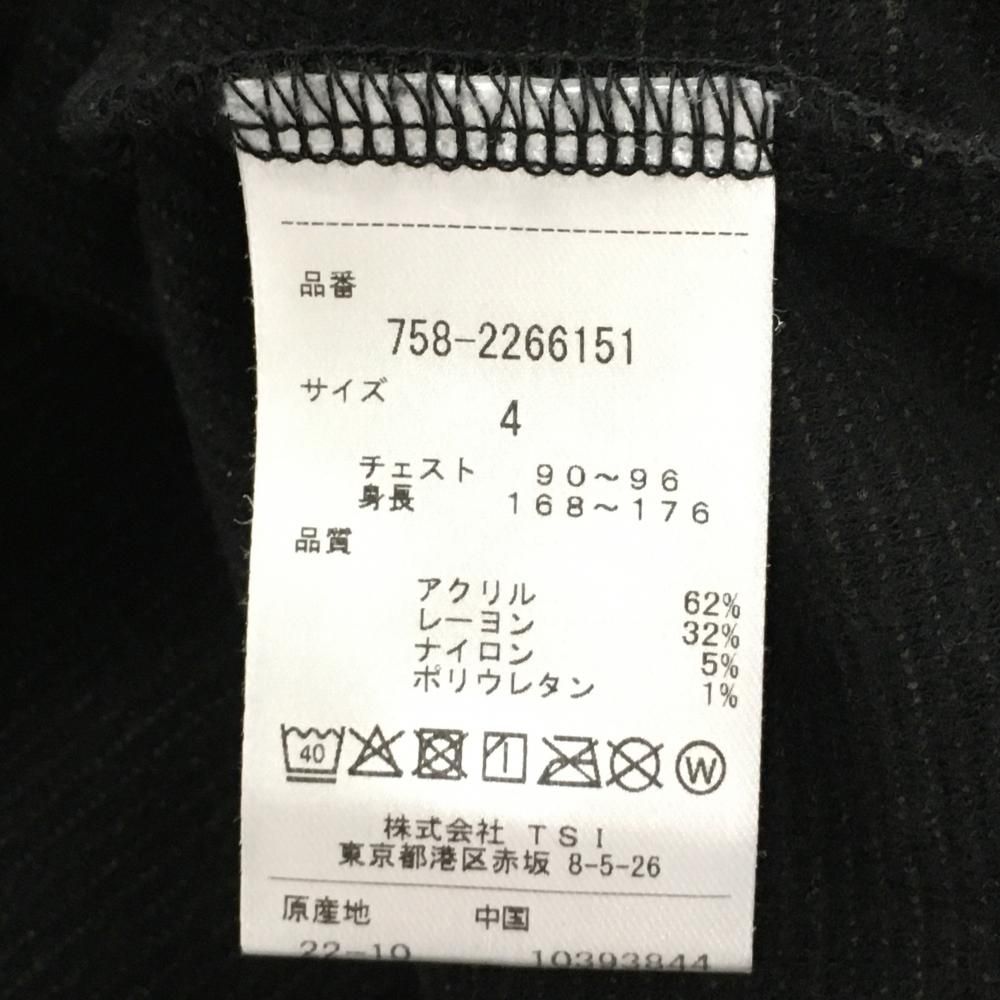 品番
758-2266151
サイズ
4
チェスト 90～96
身長 168～176
品質
アクリル 62%
レーヨン 32%
ナイロン 5%
ポリウレタン 1%
40 W
株式会社 TSI
東京都港区赤坂 8-5-26
原産地 中国
22-10 10393844